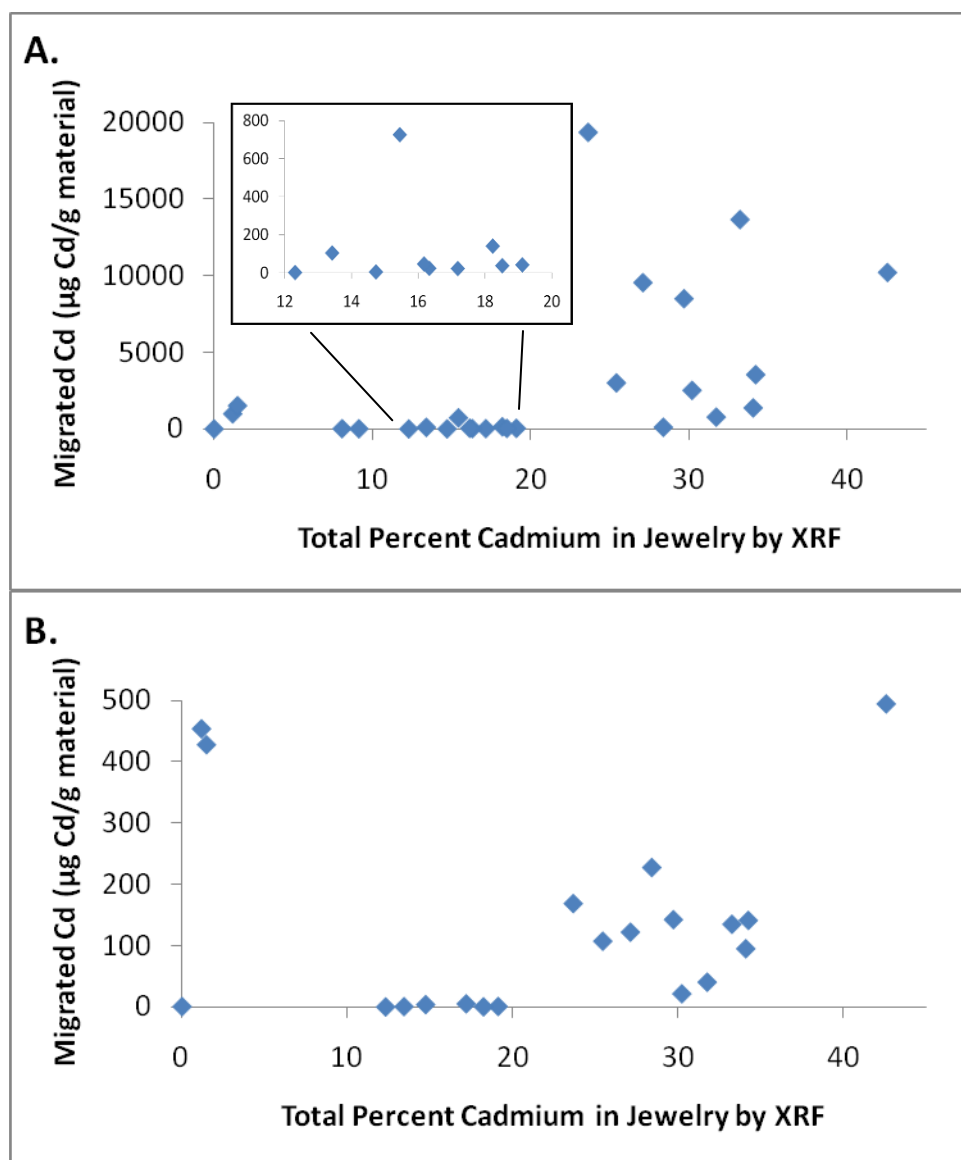 A.
Migrated Cd (µg Cd/g material)
20000
15000
10000
5000
0
0 10 20 30 40
800
600
400
200
0
12 14 16 18 20
Total Percent Cadmium in Jewelry by XRF
B.
Migrated Cd (µg Cd/g material)
500
400
300
200
100
0
0 10 20 30 40
Total Percent Cadmium in Jewelry by XRF